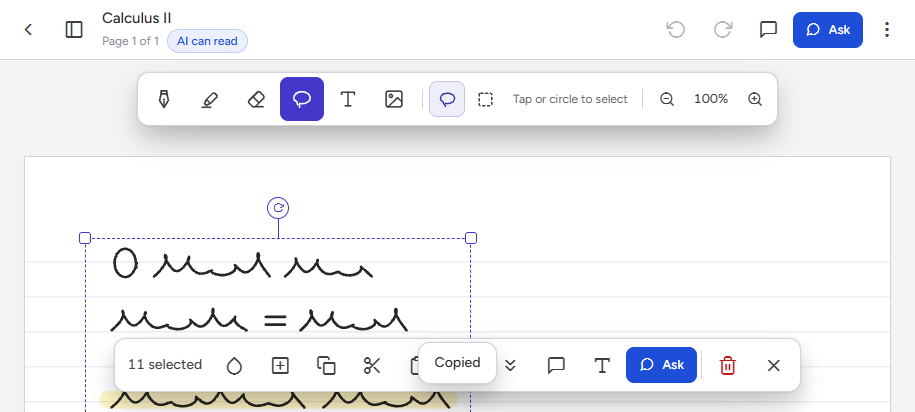 Calculus II
Page 1 of 1 AI can read
Ask
Tap or circle to select
100%
0
=
11 selected
Copied
Ask